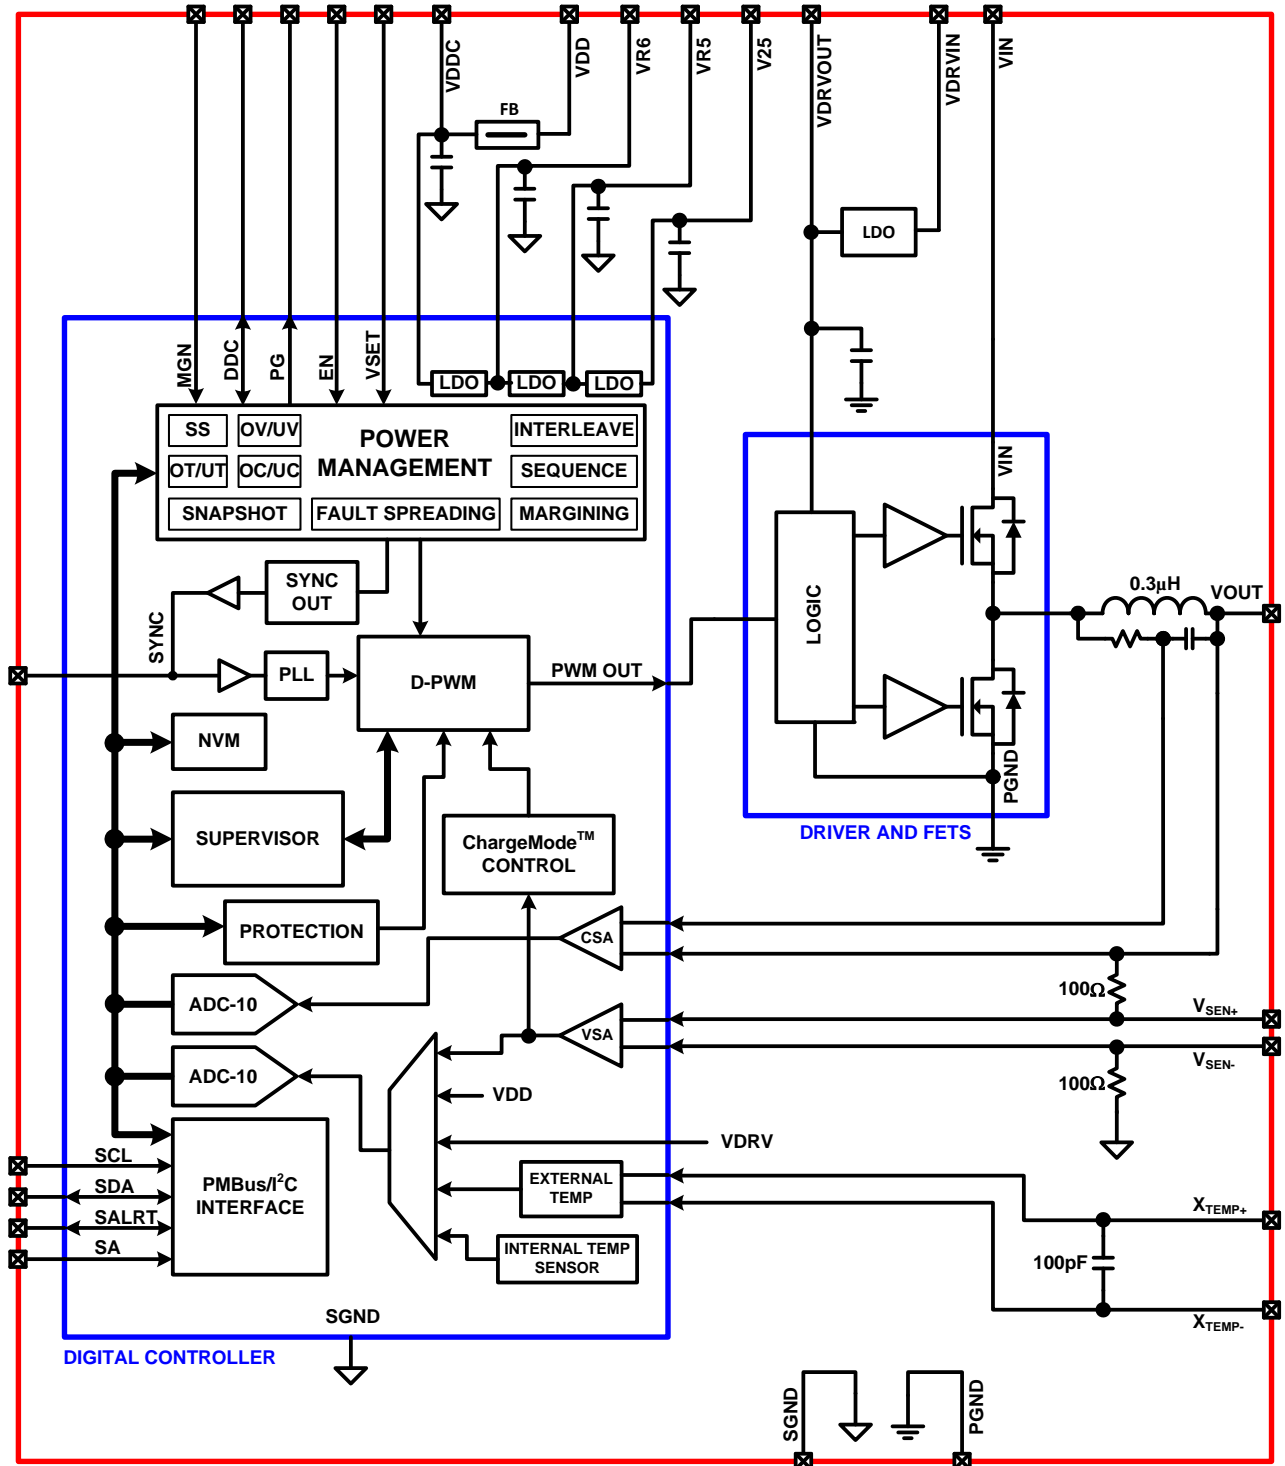 VDDC
VDD
VR6
VR5
V25
VDRVOUT
VDRVIN
VIN
FB
LDO
MGN
DDC
PG
EN
VSET
LDO
LDO
LDO
SS
OV/UV
POWER
MANAGEMENT
INTERLEAVE
OT/UT
OC/UC
SEQUENCE
SNAPSHOT
FAULT SPREADING
MARGINING
VIN
LOGIC
PGND
DRIVER AND FETS
0.3µH
VOUT
SYNC
OUT
SYNC
PLL
D-PWM
PWM OUT
NVM
SUPERVISOR
ChargeMode™
CONTROL
PROTECTION
CSA
ADC-10
100Ω
VSEN+
VSA
VSEN-
ADC-10
VDD
100Ω
VDRV
SCL
SDA
SALRT
SA
PMBus/I²C
INTERFACE
EXTERNAL
TEMP
XTEMP+
INTERNAL TEMP
SENSOR
100pF
XTEMP-
SGND
DIGITAL CONTROLLER
SGND
PGND